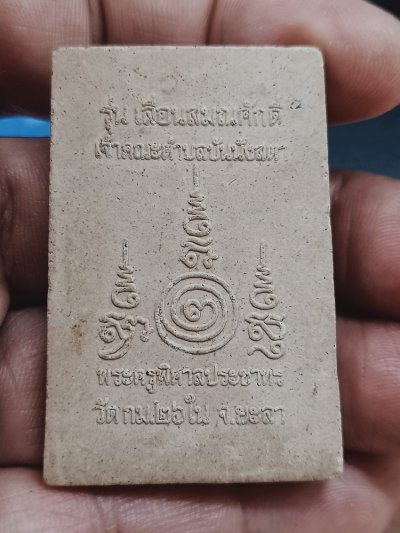 รุ่น เลื่อนสมณศักดิ์
เจ้าคณะตำบลบันนังสตา
พระครูพิศาลประชาทร
วัด กม.๒๖ ใน จ.ยะลา